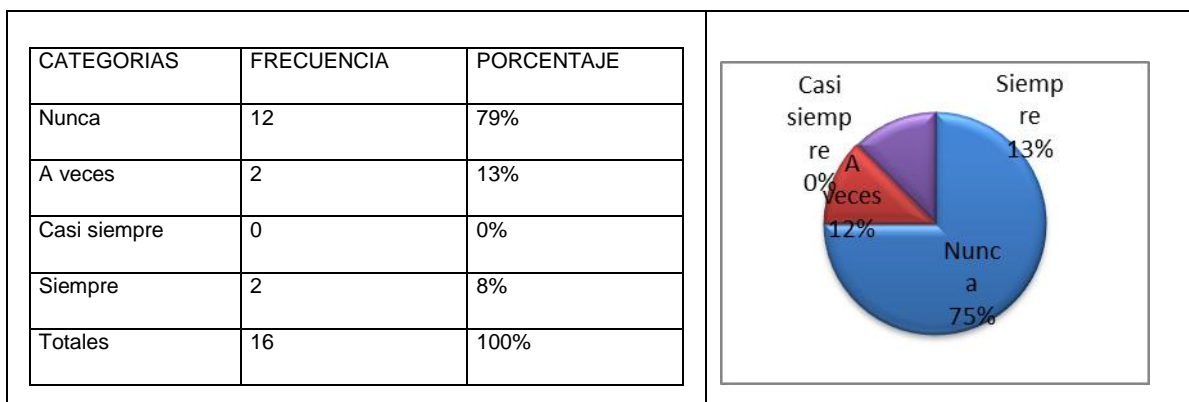 CATEGORIAS FRECUENCIA PORCENTAJE
Nunca 12 79%
A veces 2 13%
Casi siempre 0 0%
Siempre 2 8%
Totales 16 100%
Casi
siemp
re
0%
Siemp
re
13%
A
veces
12%
Nunc
a
75%